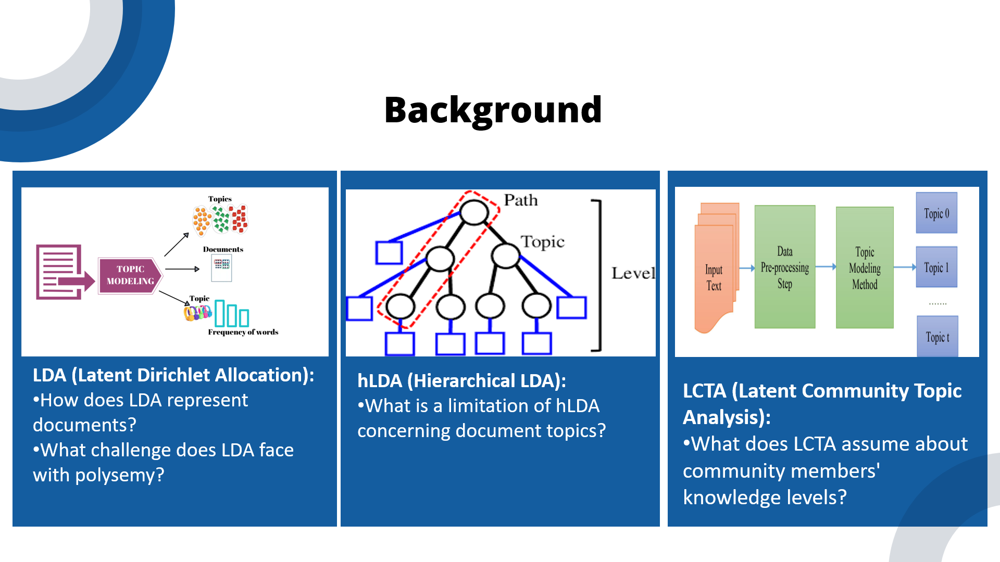 Background
Topics
Documents
TOPIC
MODELING
Topic
Frequency of words
LDA (Latent Dirichlet Allocation):
•How does LDA represent
documents?
•What challenge does LDA face
with polysemy?
Path
Topic
Level
hLDA (Hierarchical LDA):
•What is a limitation of hLDA
concerning document topics?
Input
Text
Data
Pre-processing
Step
Topic
Modeling
Method
Topic 0
Topic 1
.......
Topic t
LCTA (Latent Community Topic
Analysis):
•What does LCTA assume about
community members'
knowledge levels?